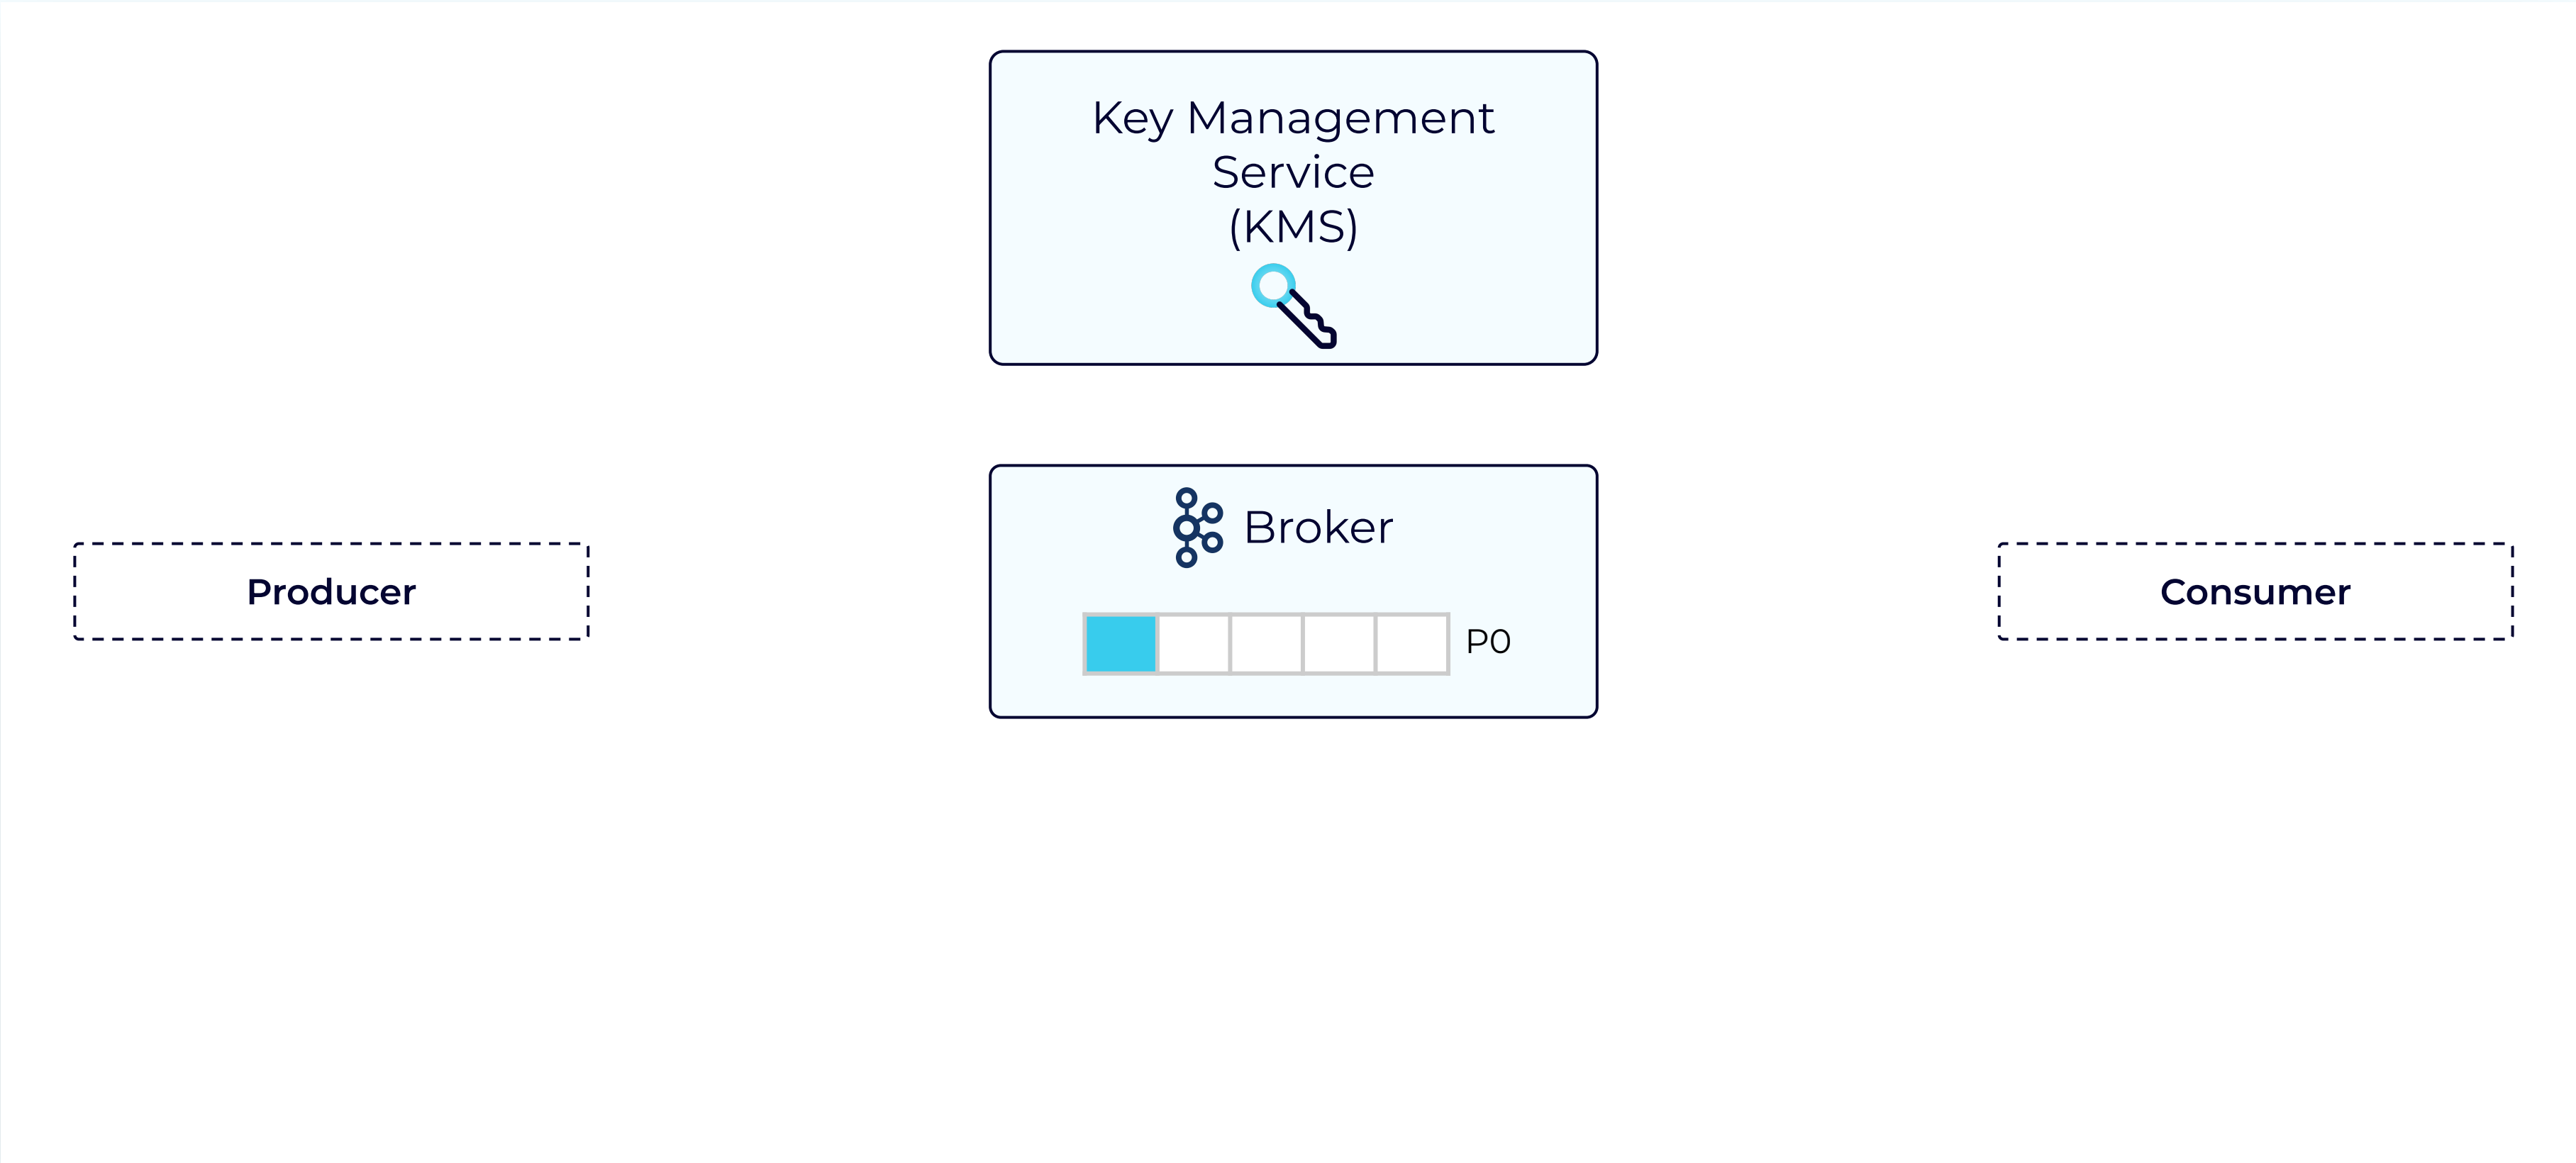 Key Management
Service
(KMS)
Broker
Producer
Consumer
P0